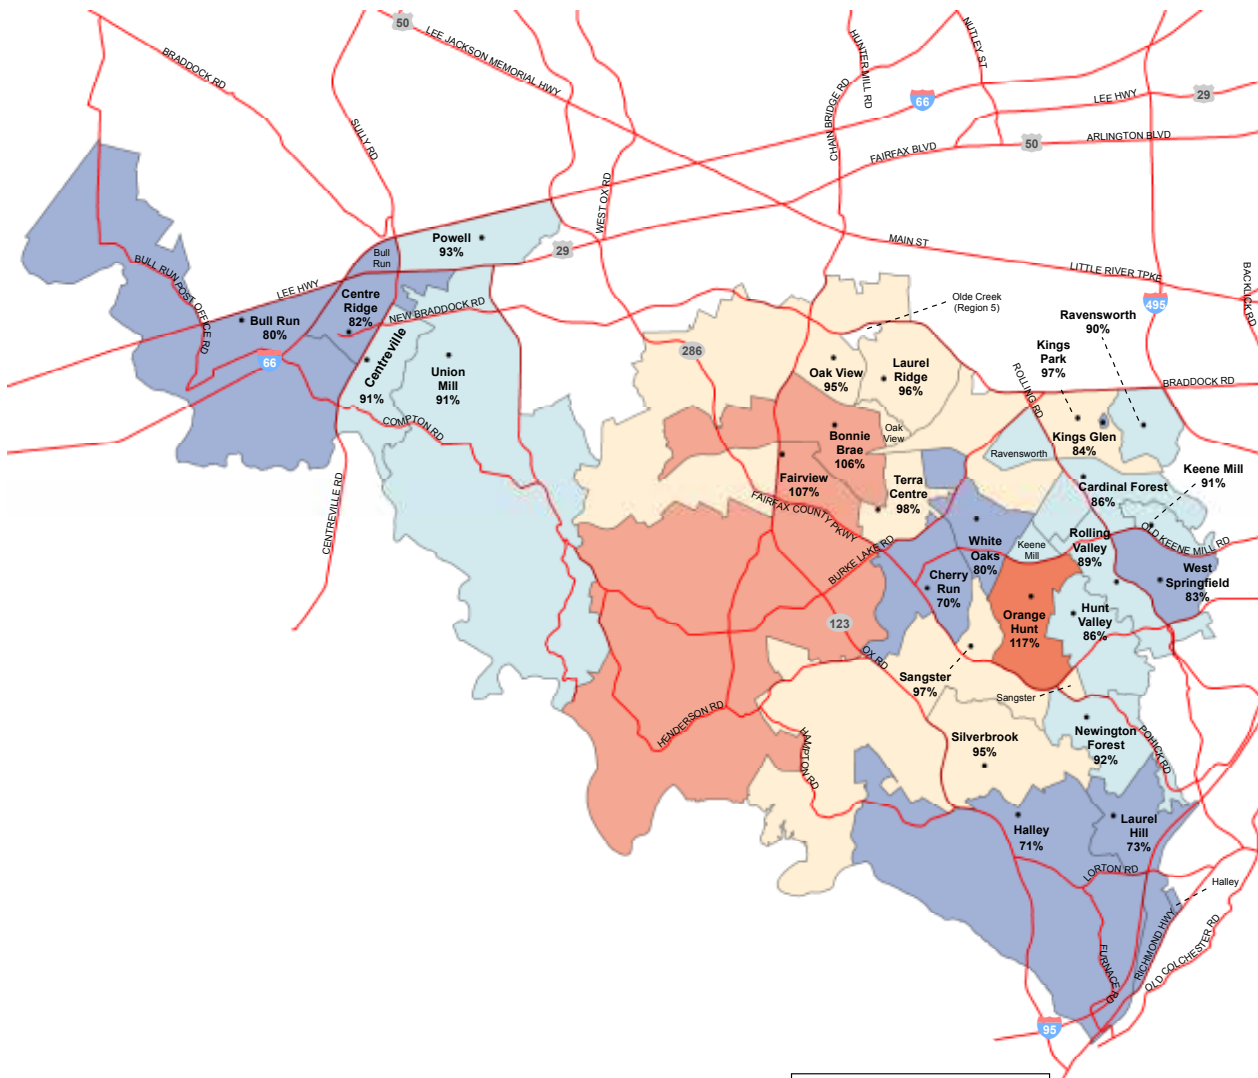 50
LEE JACKSON MEMORIAL HWY
BRADDOCK RD
SULLY RD
WEST OX RD
HUNTER MILL RD
NUTLEY ST
CHAIN BRIDGE RD
66
LEE HWY
29
50
ARLINGTON BLVD
FAIRFAX BLVD
MAIN ST
LITTLE RIVER TPKE
BACKLICK RD
495
Powell
93%
29
Bull
Run
BULL RUN POST OFFICE RD
LEE HWY
Centre
Ridge
82%
NEW BRADDOCK RD
Bull Run
80%
66
Centreville
91%
Union
Mill
91%
COMPTON RD
CENTREVILLE RD
286
Olde Creek
(Region 5)
Ravensworth
90%
Kings
Park
97%
Oak View
95%
Laurel
Ridge
96%
ROLLING RD
BRADDOCK RD
Oak
View
Bonnie
Brae
106%
Kings Glen
84%
Ravensworth
Fairview
107%
Terra
Centre
98%
Cardinal Forest
86%
Keene Mill
91%
FAIRFAX COUNTY PKWY
BURKE LAKE RD
White
Oaks
80%
Keene
Mill
Rolling
Valley
89%
OLD KEENE MILL RD
West
Springfield
83%
Cherry
Run
70%
Orange
Hunt
117%
Hunt
Valley
86%
123
OX RD
Sangster
97%
Sangster
HENDERSON RD
HAMPTON RD
Silverbrook
95%
Newington
Forest
92%
POHICK RD
Halley
71%
Laurel
Hill
73%
LORTON RD
Halley
FURNACE RD
RICHMOND HWY
OLD COLCHESTER RD
95